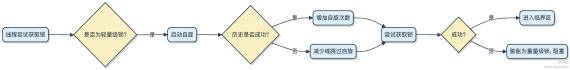 线程尝试获取锁
是否为轻量级锁?
是
启动自旋
历史是否成功?
是
增加自旋次数
否
减少或跳过自旋
尝试获取锁
成功?
是
进入临界区
否
膨胀为重量级锁, 阻塞